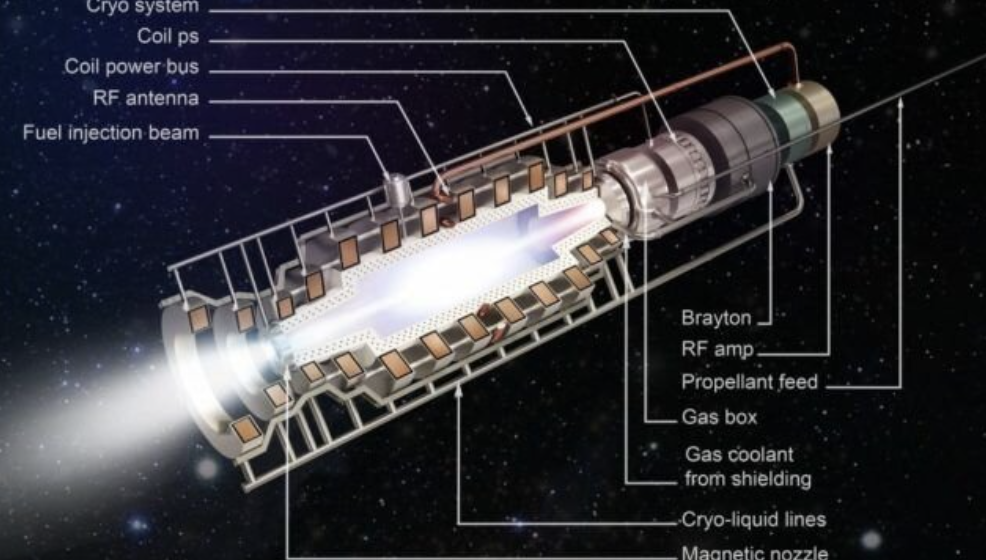 Cryo system
Coil ps
Coil power bus
RF antenna
Fuel injection beam
Brayton
RF amp
Propellant feed
Gas box
Gas coolant
from shielding
Cryo-liquid lines
Magnetic nozzle